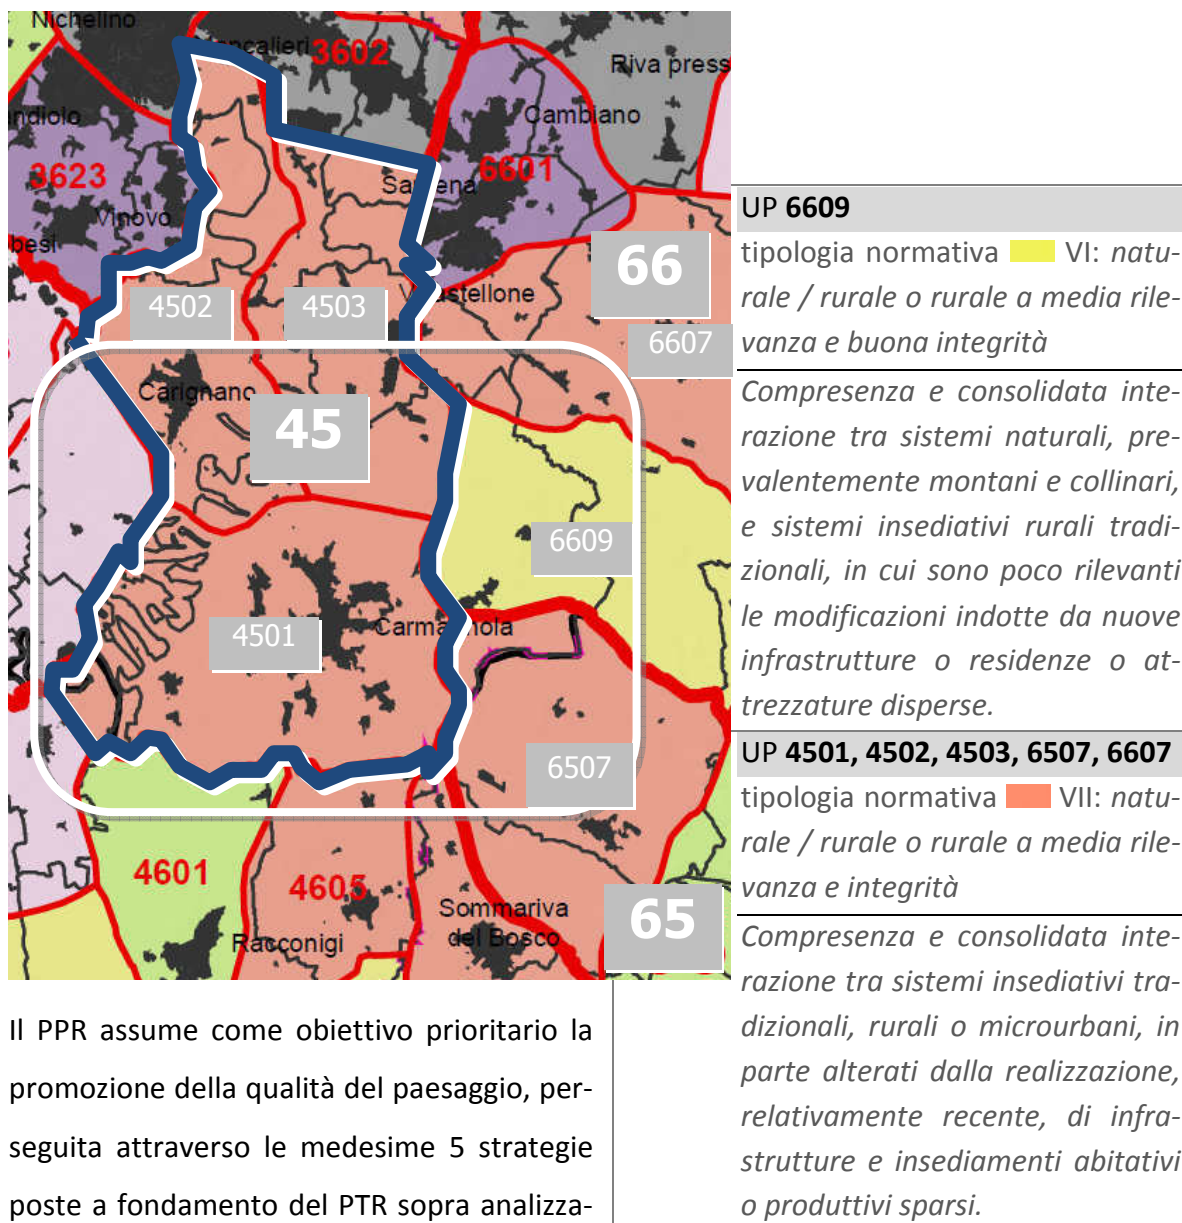 Nichelino
Moncalieri
3602
Riva press
ndiolo
Cambiano
3623
Santena
6601
Vinovo
besi
66
4502
4503
Villastellone
6607
Carignano
45
6609
4501
Carmagnola
6507
4601
4605
Sommariva
del Bosco
65
Racconigi
UP 6609
tipologia normativa VI: natu-
rale / rurale o rurale a media rile-
vanza e buona integrità
Compresenza e consolidata inte-
razione tra sistemi naturali, pre-
valentemente montani e collinari,
e sistemi insediativi rurali tradi-
zionali, in cui sono poco rilevanti
le modificazioni indotte da nuove
infrastrutture o residenze o at-
trezzature disperse.
UP 4501, 4502, 4503, 6507, 6607
tipologia normativa VII: natu-
rale / rurale o rurale a media rile-
vanza e integrità
Compresenza e consolidata inte-
razione tra sistemi insediativi tra-
dizionali, rurali o microurbani, in
parte alterati dalla realizzazione,
relativamente recente, di infra-
strutture e insediamenti abitativi
o produttivi sparsi.
Il PPR assume come obiettivo prioritario la
promozione della qualità del paesaggio, per-
seguita attraverso le medesime 5 strategie
poste a fondamento del PTR sopra analizza-